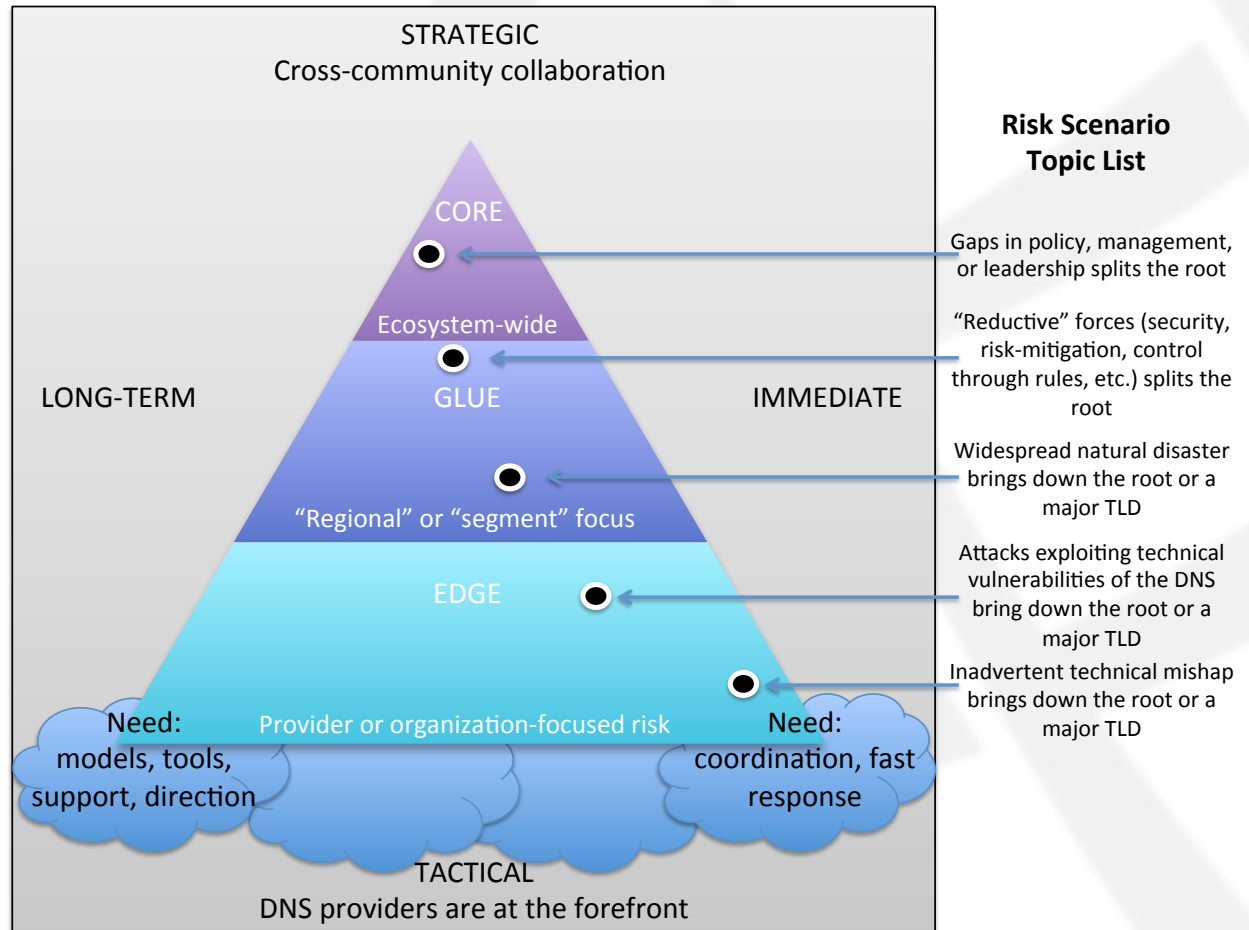 STRATEGIC
Cross-community collaboration
CORE
Ecosystem-wide
LONG-TERM
GLUE
IMMEDIATE
“Regional” or “segment” focus
EDGE
Provider or organization-focused risk
Need:
models, tools,
support, direction
Need:
coordination, fast
response
TACTICAL
DNS providers are at the forefront
Risk Scenario
Topic List
Gaps in policy, management,
or leadership splits the root
“Reductive” forces (security,
risk-mitigation, control
through rules, etc.) splits the
root
Widespread natural disaster
brings down the root or a
major TLD
Attacks exploiting technical
vulnerabilities of the DNS
bring down the root or a
major TLD
Inadvertent technical mishap
brings down the root or a
major TLD